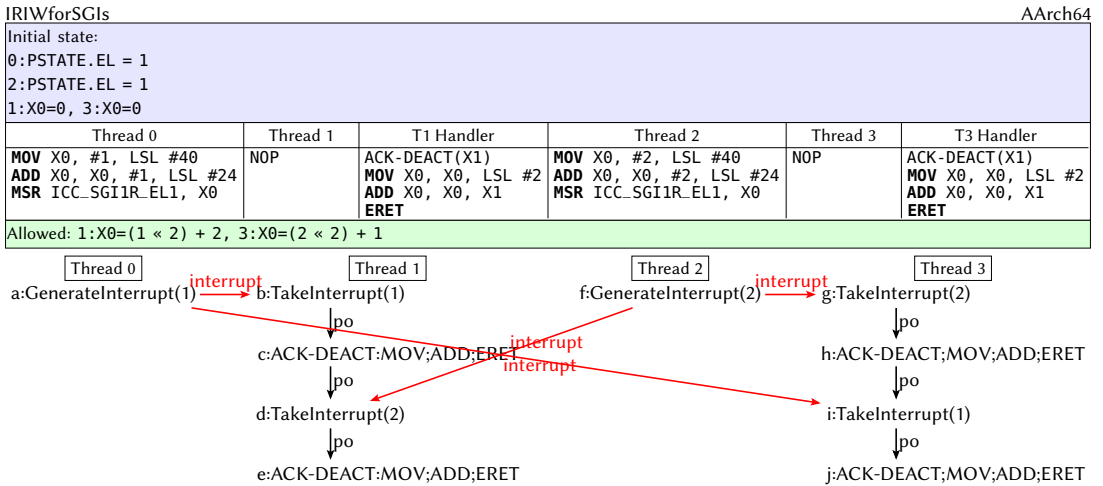 IRIWforSGIs AArch64
Initial state:
0:PSTATE.EL = 1
2:PSTATE.EL = 1
1:X0=0, 3:X0=0
Thread 0 Thread 1 T1 Handler Thread 2 Thread 3 T3 Handler
MOV X0, #1, LSL #40 NOP ACK-DEACT(X1) MOV X0, #2, LSL #40 NOP ACK-DEACT(X1)
ADD X0, X0, #1, LSL #24 MOV X0, X0, LSL #2 ADD X0, X0, #2, LSL #24 MOV X0, X0, LSL #2
MSR ICC_SGI1R_EL1, X0 ADD X0, X0, X1 MSR ICC_SGI1R_EL1, X0 ADD X0, X0, X1
ERET ERET
Allowed: 1:X0=(1 « 2) + 2, 3:X0=(2 « 2) + 1
Thread 0 Thread 1 Thread 2 Thread 3
interrupt interrupt
a:GenerateInterrupt(1) b:TakeInterrupt(1) f:GenerateInterrupt(2) g:TakeInterrupt(2)
po po
interrupt
c:ACK-DEACT:MOV;ADD;ERET h:ACK-DEACT;MOV;ADD;ERET
interrupt
po po
d:TakeInterrupt(2) i:TakeInterrupt(1)
po po
e:ACK-DEACT:MOV;ADD;ERET j:ACK-DEACT;MOV;ADD;ERET